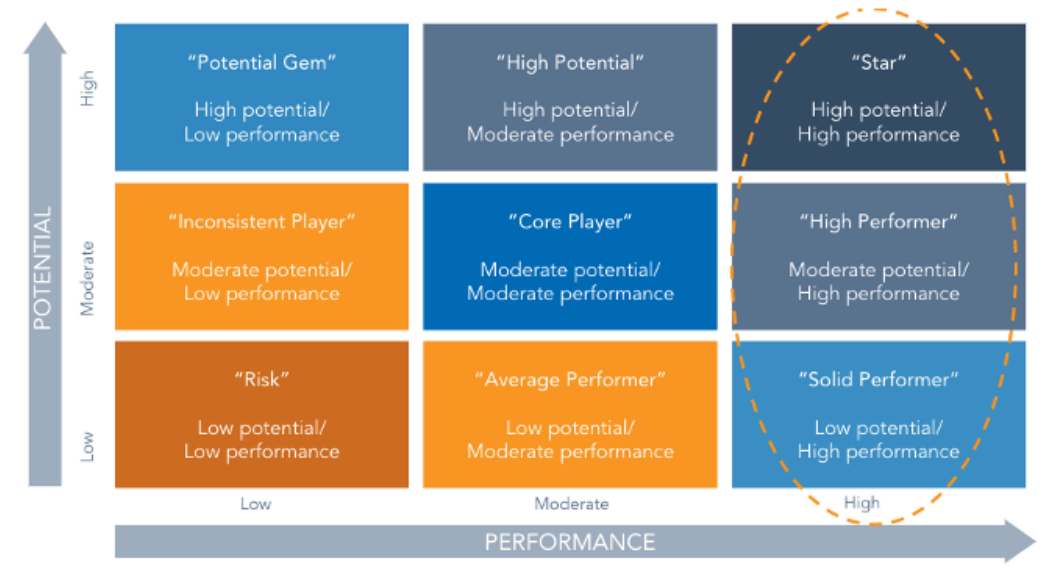 POTENTIAL
High
“Potential Gem”
High potential/
Low performance
“High Potential”
High potential/
Moderate performance
“Star”
High potential/
High performance
Moderate
“Inconsistent Player”
Moderate potential/
Low performance
“Core Player”
Moderate potential/
Moderate performance
“High Performer”
Moderate potential/
High performance
Low
“Risk”
Low potential/
Low performance
“Average Performer”
Low potential/
Moderate performance
“Solid Performer”
Low potential/
High performance
Low
Moderate
High
PERFORMANCE